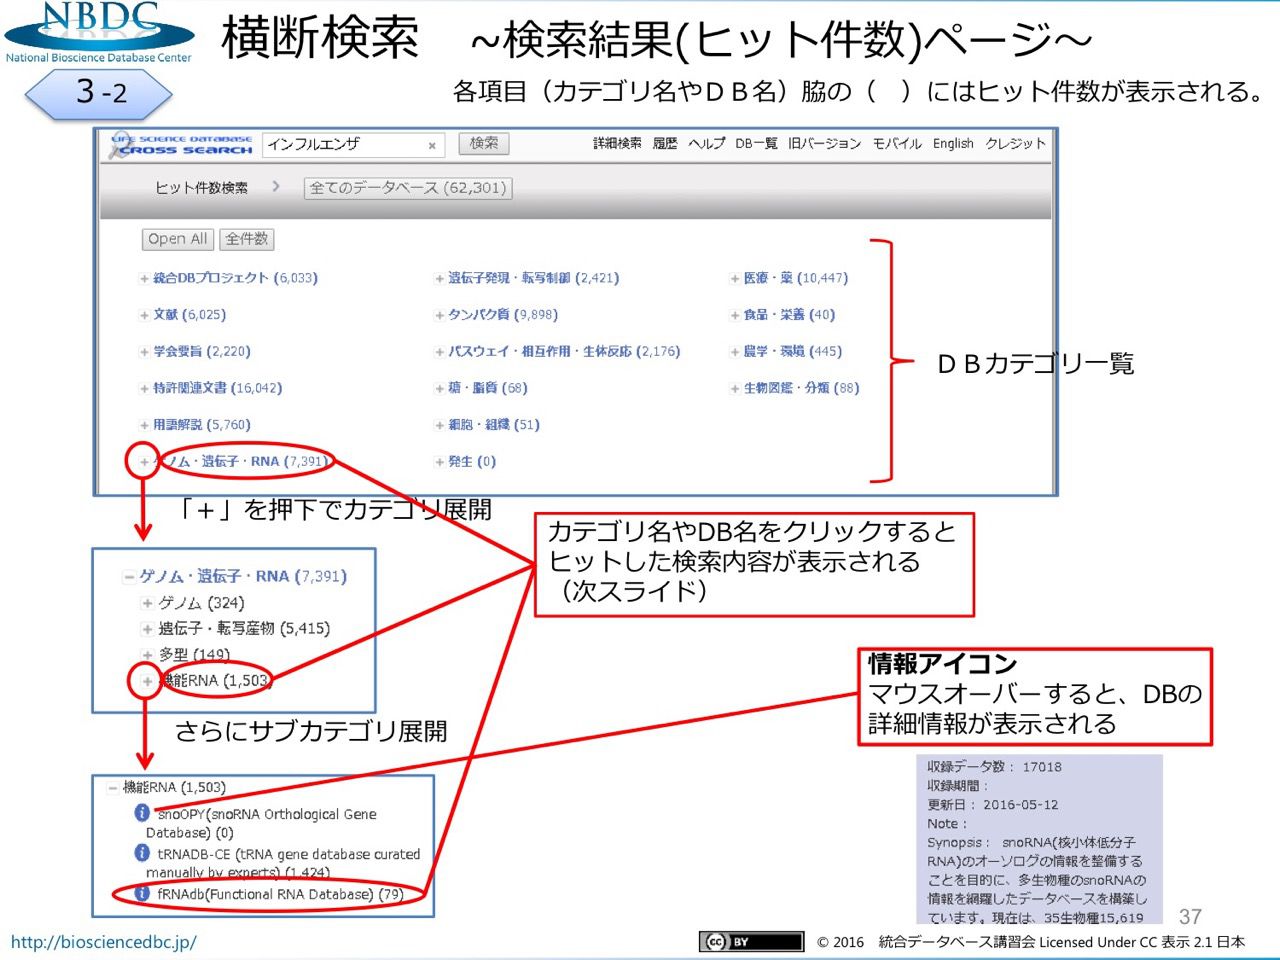 NBDC
National Bioscience Database Center
横断検索 ~検索結果(ヒット件数)ページ～
3-2
各項目（カテゴリ名やＤＢ名）脇の（　）にはヒット件数が表示される。
LIFE SCIENCE DATABASE
CROSS SEARCH
インフルエンザ × 検索 詳細検索 履歴 ヘルプ DB一覧 旧バージョン モバイル English クレジット
ヒット件数検索 > 全てのデータベース (62,301)
Open All 全件数
+ 統合DBプロジェクト (6,033) + 遺伝子発現・転写制御 (2,421) + 医療・薬 (10,447)
+ 文献 (6,025) + タンパク質 (9,898) + 食品・栄養 (40)
+ 学会要旨 (2,220) + パスウェイ・相互作用・生体反応 (2,176) + 農学・環境 (445)
ＤＢカテゴリ一覧
+ 特許関連文書 (16,042) + 糖・脂質 (68) + 生物図鑑・分類 (88)
+ 用語解説 (5,760) + 細胞・組織 (51)
+ ゲノム・遺伝子・RNA (7,391) + 発生 (0)
「＋」を押下でカテゴリ展開
カテゴリ名やDB名をクリックすると
ヒットした検索内容が表示される
（次スライド）
− ゲノム・遺伝子・RNA (7,391)
+ ゲノム (324)
+ 遺伝子・転写産物 (5,415)
+ 多型 (149)
+ 機能RNA (1,503)
さらにサブカテゴリ展開
情報アイコン
マウスオーバーすると、DBの
詳細情報が表示される
− 機能RNA (1,503)
i snoOPY(snoRNA Orthological Gene
Database) (0)
i tRNADB-CE (tRNA gene database curated
manually by experts) (1,424)
i fRNAdb(Functional RNA Database) (79)
収録データ数： 17018
収録期間：
更新日： 2016-05-12
Note：
Synopsis： snoRNA(核小体低分子
RNA)のオーソログの情報を整備する
ことを目的に、多生物種のsnoRNAの
情報を網羅したデータベースを構築し
ています。現在は、35生物種15,619
37
http://biosciencedbc.jp/
cc BY © 2016 統合データベース講習会 Licensed Under CC 表示 2.1 日本